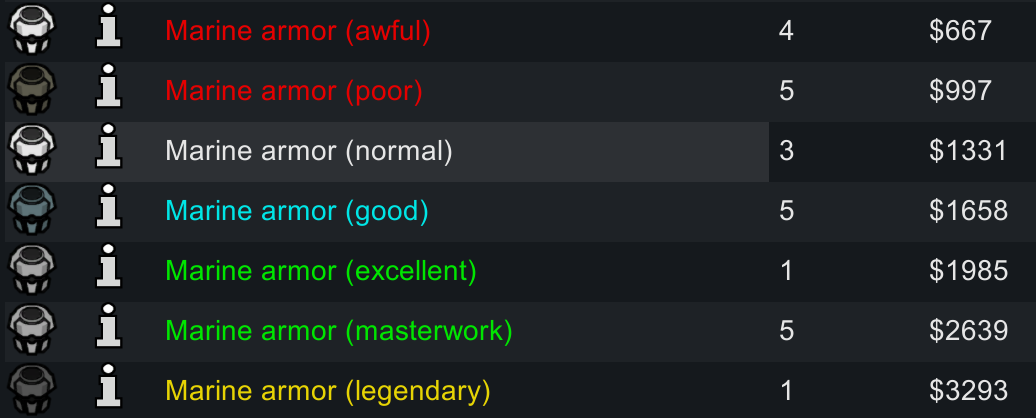 Marine armor (awful) 4 $667
Marine armor (poor) 5 $997
Marine armor (normal) 3 $1331
Marine armor (good) 5 $1658
Marine armor (excellent) 1 $1985
Marine armor (masterwork) 5 $2639
Marine armor (legendary) 1 $3293